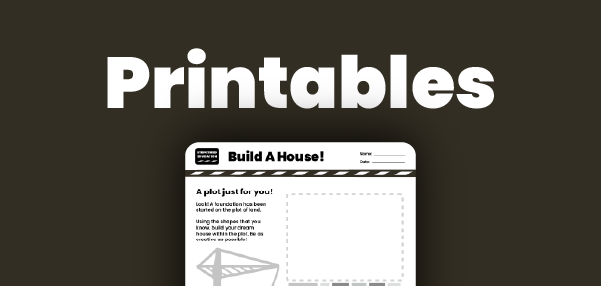 Printables
Build A House!
Name:
Date:
A plot just for you!
Look! A foundation has been
started on the plot of land.
Using the shapes that you
know, build your dream
house within the plot. Be as
creative as possible!